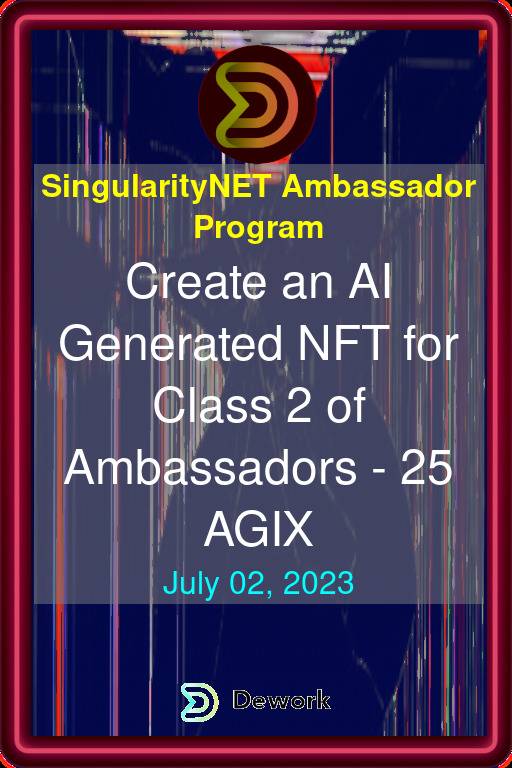 SingularityNET Ambassador
Program
Create an AI
Generated NFT for
Class 2 of
Ambassadors - 25
AGIX
July 02, 2023
Dework